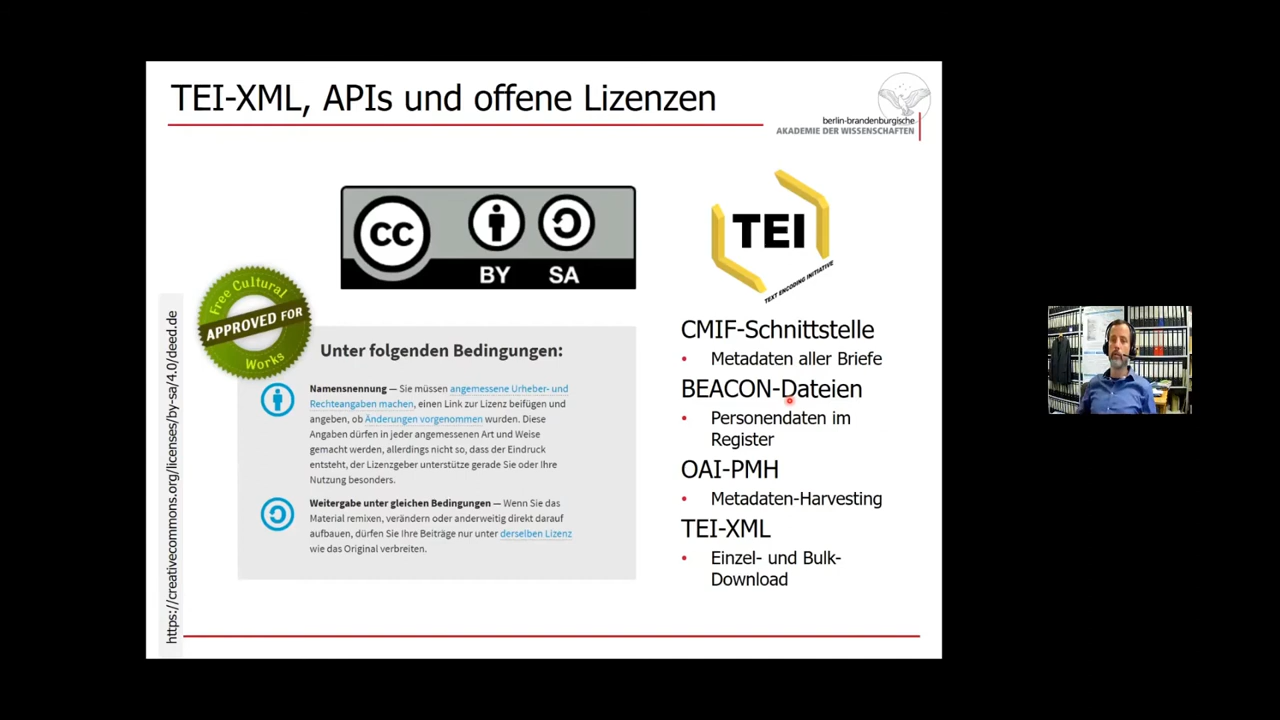 TEI-XML, APIs und offene Lizenzen
berlin-brandenburgische
AKADEMIE DER WISSENSCHAFTEN
CC
BY SA
Free Cultural
APPROVED FOR
Works
https://creativecommons.org/licenses/by-sa/4.0/deed.de
Unter folgenden Bedingungen:
Namensnennung — Sie müssen angemessene Urheber- und
Rechteangaben machen, einen Link zur Lizenz beifügen und
angeben, ob Änderungen vorgenommen wurden. Diese
Angaben dürfen in jeder angemessenen Art und Weise
gemacht werden, allerdings nicht so, dass der Eindruck
entsteht, der Lizenzgeber unterstütze gerade Sie oder Ihre
Nutzung besonders.
Weitergabe unter gleichen Bedingungen — Wenn Sie das
Material remixen, verändern oder anderweitig direkt darauf
aufbauen, dürfen Sie Ihre Beiträge nur unter derselben Lizenz
wie das Original verbreiten.
TEI
TEXT ENCODING INITIATIVE
CMIF-Schnittstelle
• Metadaten aller Briefe
BEACON-Dateien
• Personendaten im
Register
OAI-PMH
• Metadaten-Harvesting
TEI-XML
• Einzel- und Bulk-
Download